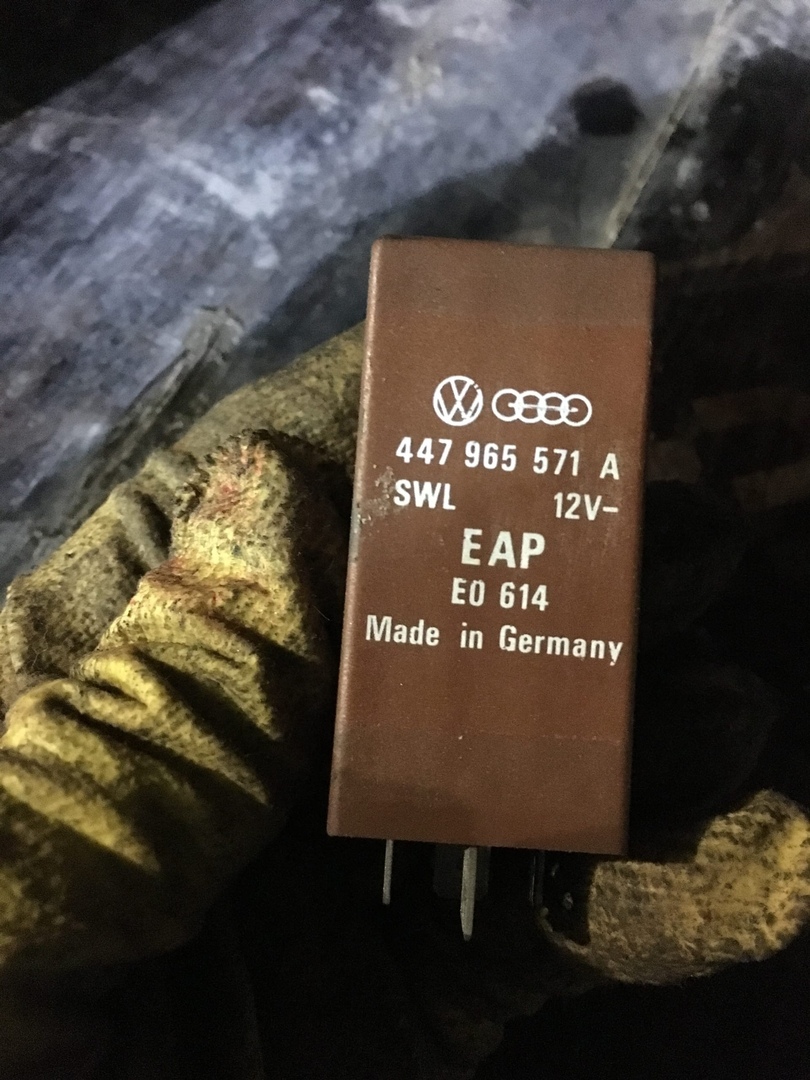 447 965 571 A
SWL 12V-
EAP
E0 614
Made in Germany